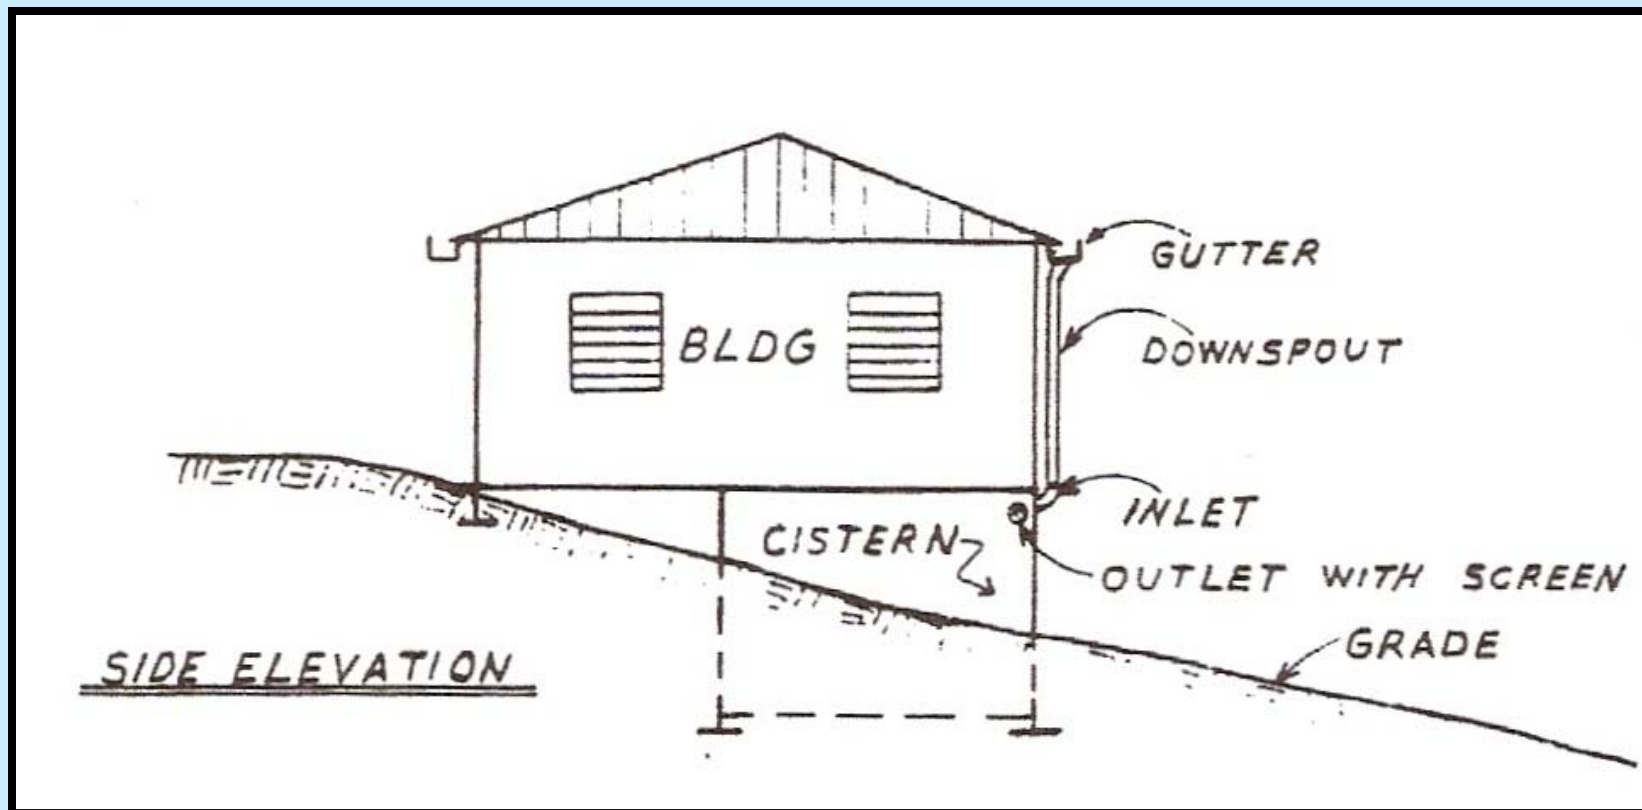 GUTTER
BLDG
DOWNSPOUT
INLET
CISTERN
OUTLET WITH SCREEN
GRADE
SIDE ELEVATION